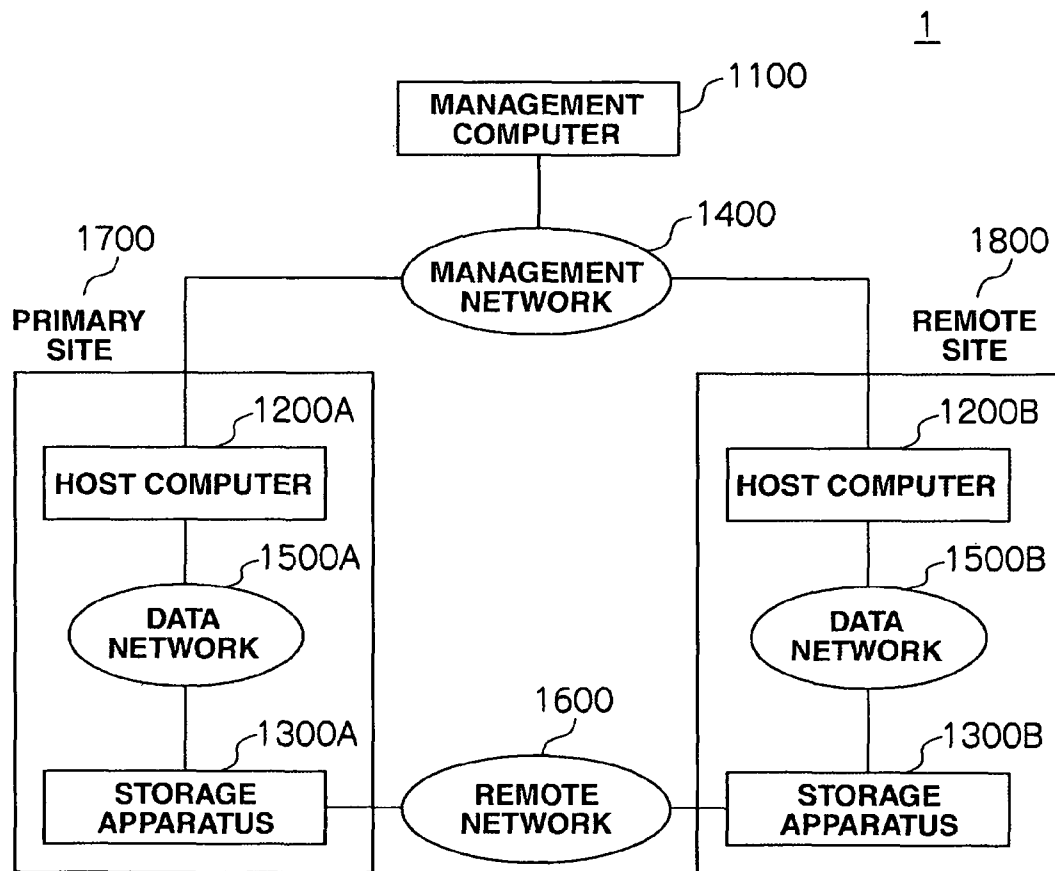 1
1100
MANAGEMENT
COMPUTER
1400
MANAGEMENT
NETWORK
1700
PRIMARY
SITE
1800
REMOTE
SITE
1200A
HOST COMPUTER
1200B
HOST COMPUTER
1500A
DATA
NETWORK
1500B
DATA
NETWORK
1300A
STORAGE
APPARATUS
1600
REMOTE
NETWORK
1300B
STORAGE
APPARATUS